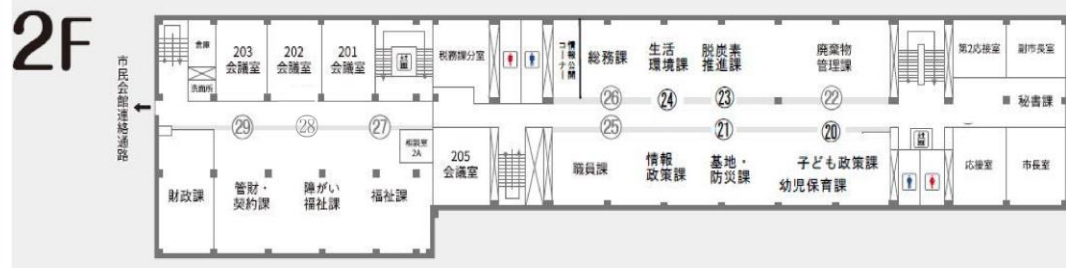 2F
市民会館連絡通路
倉庫
洗面所
203
会議室
202
会議室
201
会議室
税務課分室
情報公開
コーナー
総務課
生活
環境課
脱炭素
推進課
廃棄物
管理課
第2応接室
副市長室
㉙
㉘
㉗
㉖
㉔
㉓
㉒
秘書課
㉕
㉑
⑳
財政課
管財・
契約課
障がい
福祉課
福祉課
相談室
2A
205
会議室
職員課
情報
政策課
基地・
防災課
子ども政策課
幼児保育課
応接室
市長室